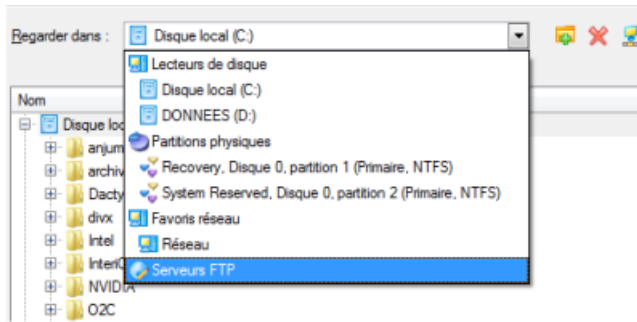 Regarder dans :
Disque local (C:)
Lecteurs de disque
Disque local (C:)
DONNEES (D:)
Partitions physiques
Recovery, Disque 0, partition 1 (Primaire, NTFS)
System Reserved, Disque 0, partition 2 (Primaire, NTFS)
Favoris réseau
Réseau
Serveurs FTP
Nom
Disque loc
anjum
archiv
Dacty
divx
Intel
NVIDIA
O2C